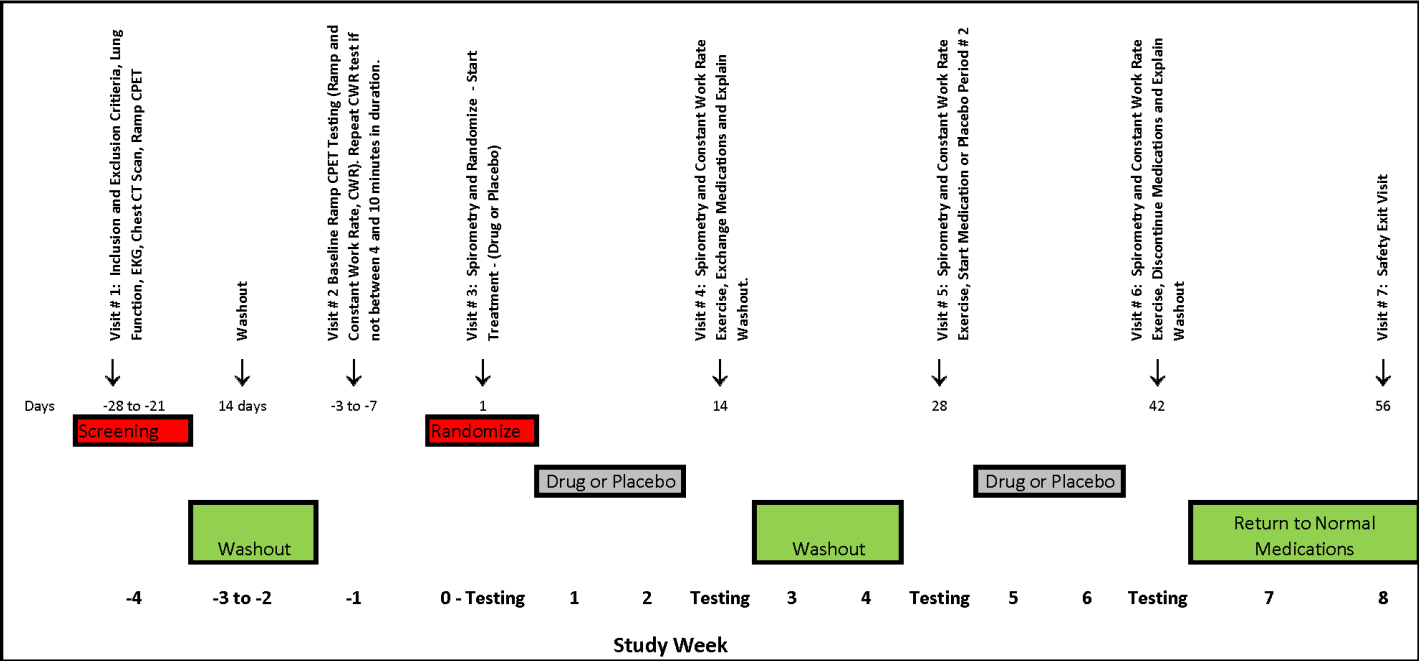 Visit # 1:  Inclusion and Exclusion Critieria, Lung
Function, EKG, Chest CT Scan, Ramp CPET
Washout
Visit # 2 Baseline Ramp CPET Testing (Ramp and
Constant Work Rate, CWR). Repeat CWR test if
not between 4 and 10 minutes in duration.
Visit # 3:  Spirometry and Randomize  - Start
Treatment - (Drug or Placebo)
Visit # 4:  Spirometry and Constant Work Rate
Exercise, Exchange Medications and Explain
Washout.
Visit # 5:  Spirometry and Constant Work Rate
Exercise, Start Medication or Placebo Period # 2
Visit # 6:  Spirometry and Constant Work Rate
Exercise, Discontinue Medications and Explain
Washout
Visit # 7:  Safety Exit Visit
Days -28 to -21 14 days -3 to -7 1 14 28 42 56
Screening Randomize
Drug or Placebo Drug or Placebo
Washout Washout Return to Normal
Medications
-4 -3 to -2 -1 0 - Testing 1 2 Testing 3 4 Testing 5 6 Testing 7 8
Study Week